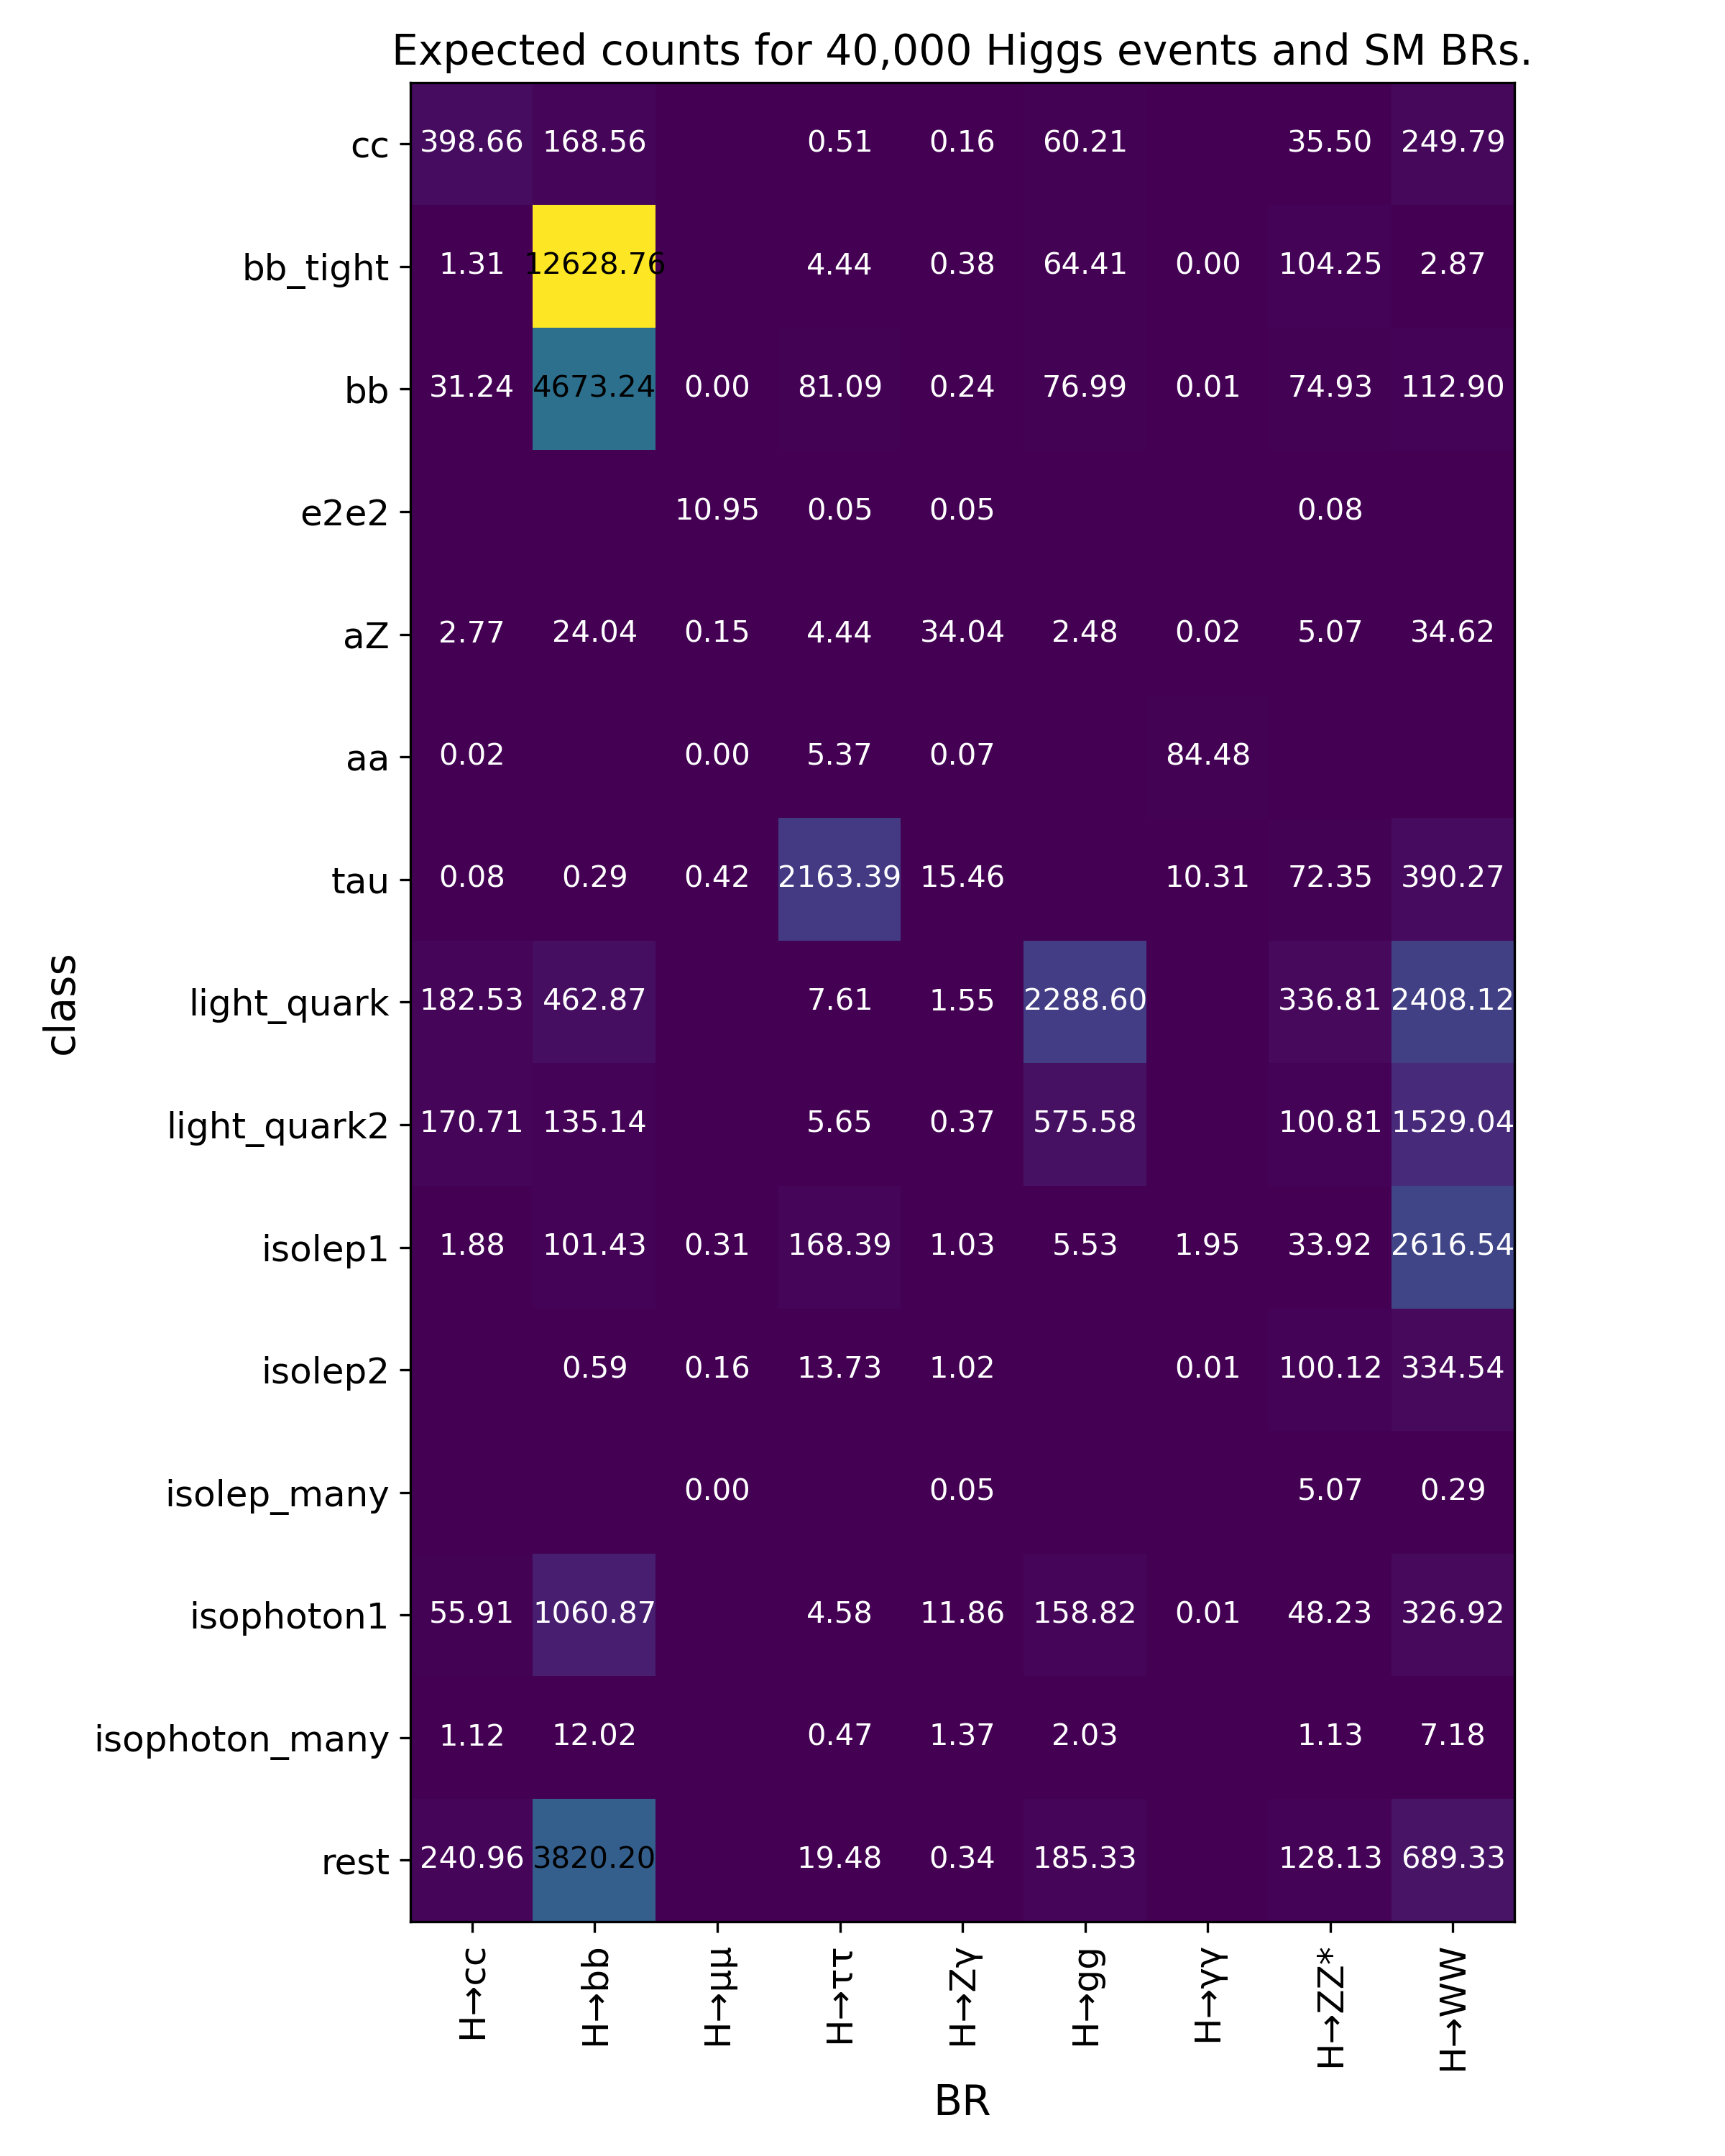 Expected counts for 40,000 Higgs events and SM BRs.
cc 398.66 168.56 0.51 0.16 60.21 35.50 249.79
bb_tight 1.31 12628.76 4.44 0.38 64.41 0.00 104.25 2.87
bb 31.24 4673.24 0.00 81.09 0.24 76.99 0.01 74.93 112.90
e2e2 10.95 0.05 0.05 0.08
aZ 2.77 24.04 0.15 4.44 34.04 2.48 0.02 5.07 34.62
aa 0.02 0.00 5.37 0.07 84.48
tau 0.08 0.29 0.42 2163.39 15.46 10.31 72.35 390.27
light_quark 182.53 462.87 7.61 1.55 2288.60 336.81 2408.12
light_quark2 170.71 135.14 5.65 0.37 575.58 100.81 1529.04
isolep1 1.88 101.43 0.31 168.39 1.03 5.53 1.95 33.92 2616.54
isolep2 0.59 0.16 13.73 1.02 0.01 100.12 334.54
isolep_many 0.00 0.05 5.07 0.29
isophoton1 55.91 1060.87 4.58 11.86 158.82 0.01 48.23 326.92
isophoton_many 1.12 12.02 0.47 1.37 2.03 1.13 7.18
rest 240.96 3820.20 19.48 0.34 185.33 128.13 689.33
class
H→cc H→bb H→μμ H→ττ H→Zγ H→gg H→γγ H→ZZ* H→WW
BR